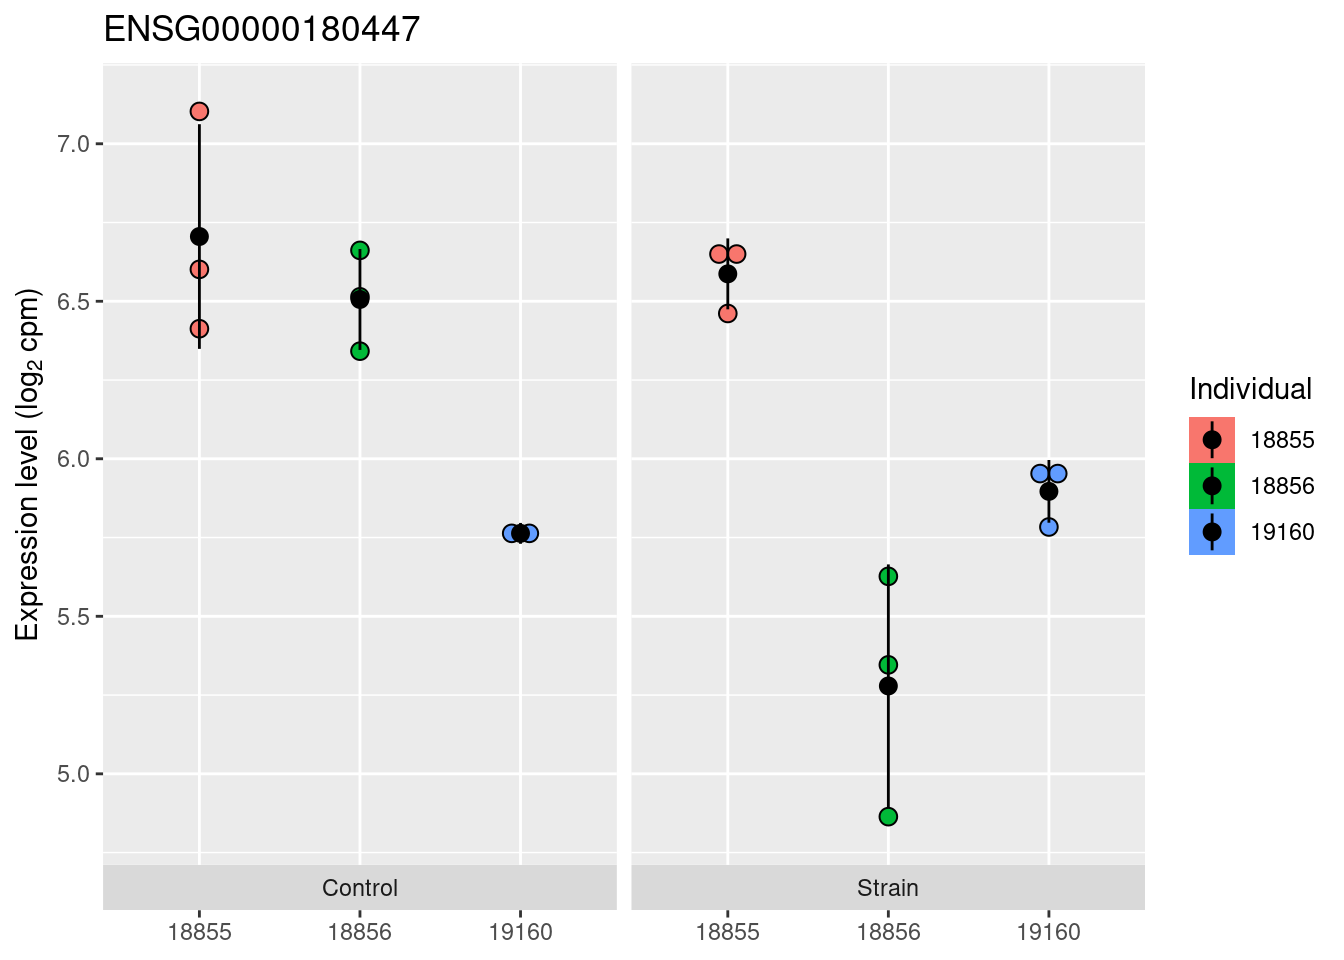 ENSG00000180447
Expression level (log₂ cpm)
7.0
6.5
6.0
5.5
5.0
Control
Strain
18855 18856 19160
18855 18856 19160
Individual
18855
18856
19160